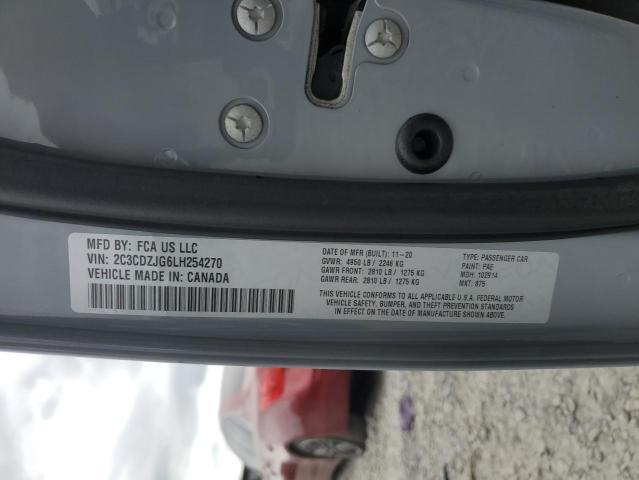 MFD BY: FCA US LLC
VIN: 2C3CDZJG6LH254270
VEHICLE MADE IN: CANADA
DATE OF MFR (BUILT): 11-20
GVWR: 4950 LB / 2246 KG
GAWR FRONT: 2810 LB / 1275 KG
GAWR REAR: 2810 LB / 1275 KG
THIS VEHICLE CONFORMS TO ALL APPLICABLE U.S.A. FEDERAL MOTOR
VEHICLE SAFETY, BUMPER, AND THEFT PREVENTION STANDARDS
IN EFFECT ON THE DATE OF MANUFACTURE SHOWN ABOVE.
TYPE: PASSENGER CAR
PAINT: PAE
MDH: 102914
MKT: 875